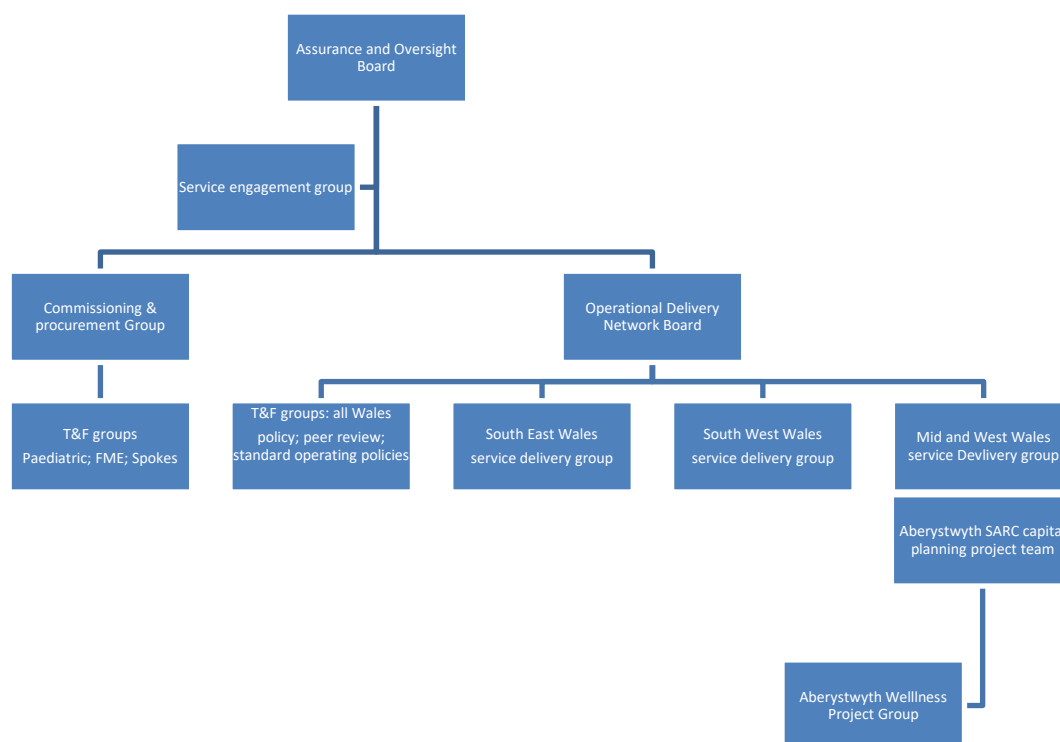 Assurance and Oversight
Board
Service engagement group
Commissioning &
procurement Group
Operational Delivery
Network Board
T&F groups
Paediatric; FME; Spokes
T&F groups: all Wales
policy; peer review;
standard operating policies
South East Wales
service delivery group
South West Wales
service delivery group
Mid and West Wales
service Devlivery group
Aberystwyth SARC capital
planning project team
Aberystwyth Welllness
Project Group